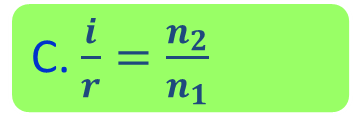 C. i/r = n₂/n₁